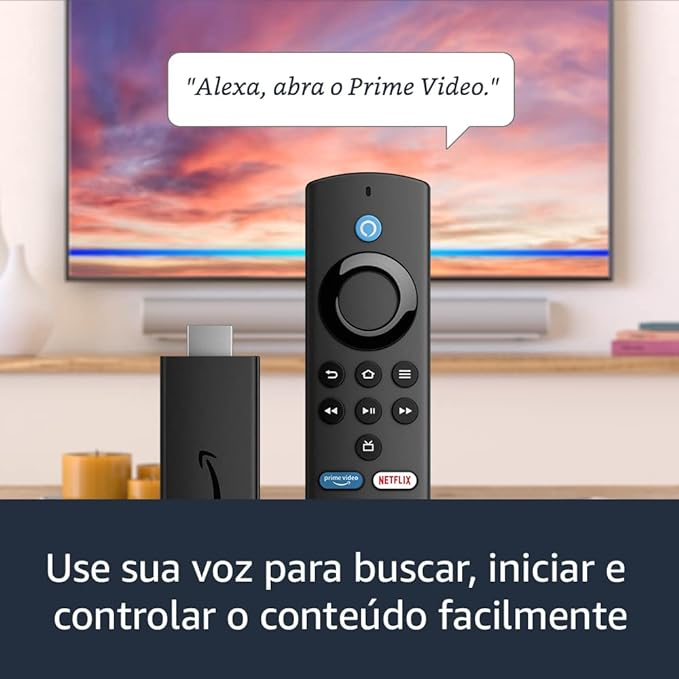 "Alexa, abra o Prime Video."
prime video
NETFLIX
Use sua voz para buscar, iniciar e
controlar o conteúdo facilmente